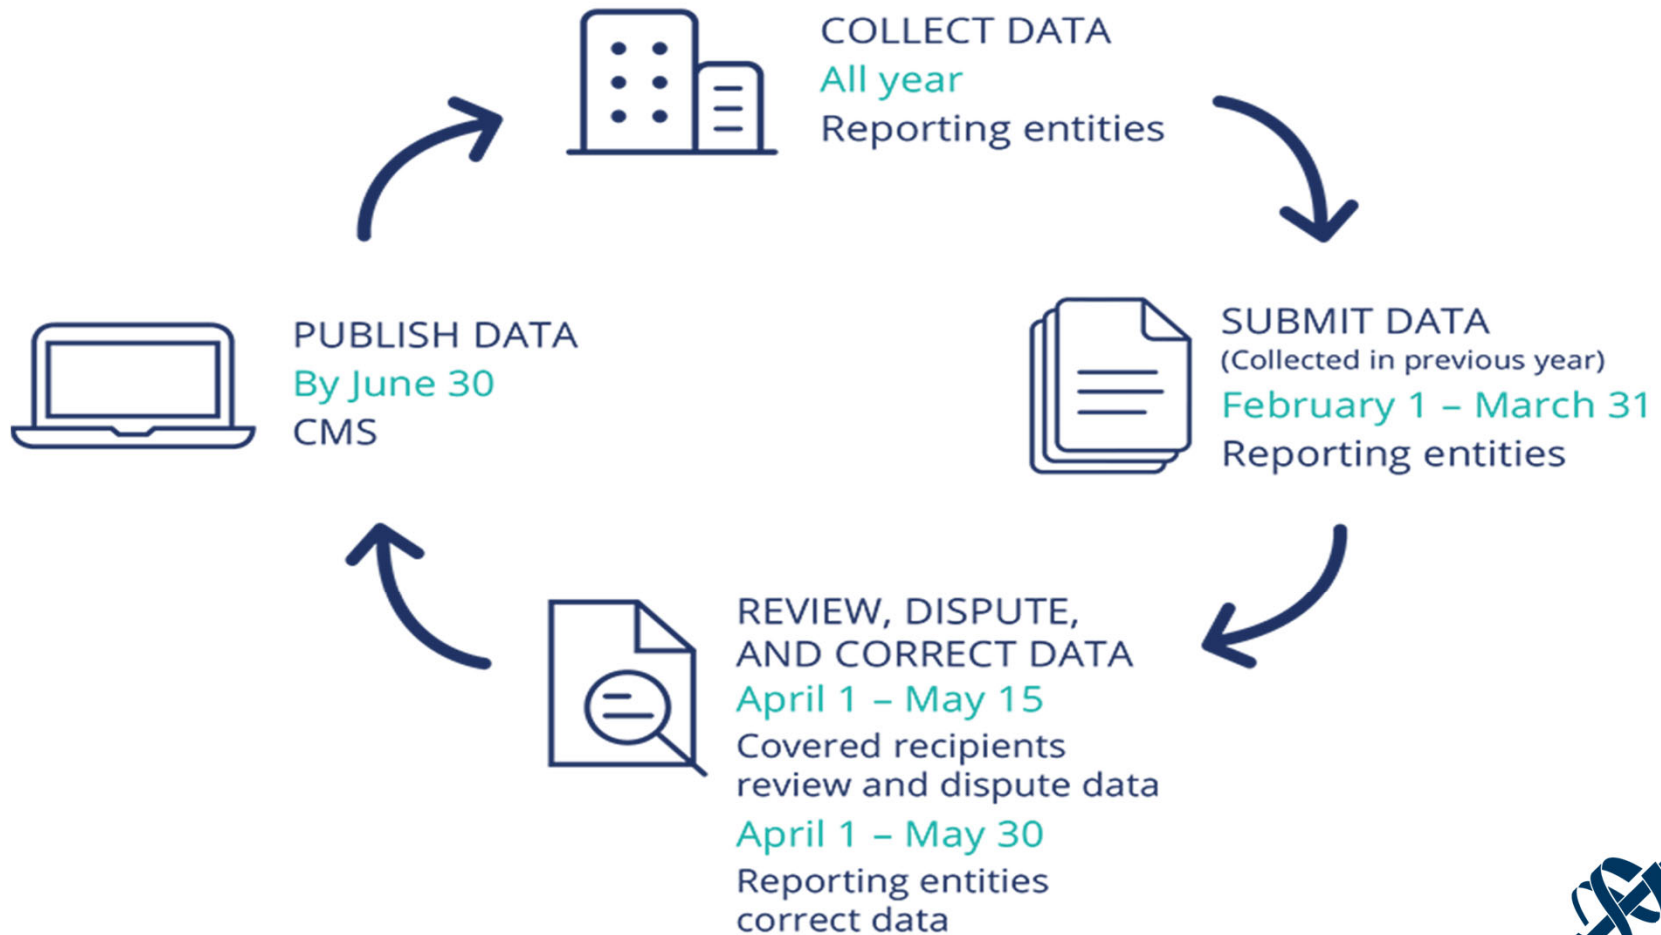 COLLECT DATA
All year
Reporting entities
SUBMIT DATA
(Collected in previous year)
February 1 – March 31
Reporting entities
REVIEW, DISPUTE,
AND CORRECT DATA
April 1 – May 15
Covered recipients
review and dispute data
April 1 – May 30
Reporting entities
correct data
PUBLISH DATA
By June 30
CMS